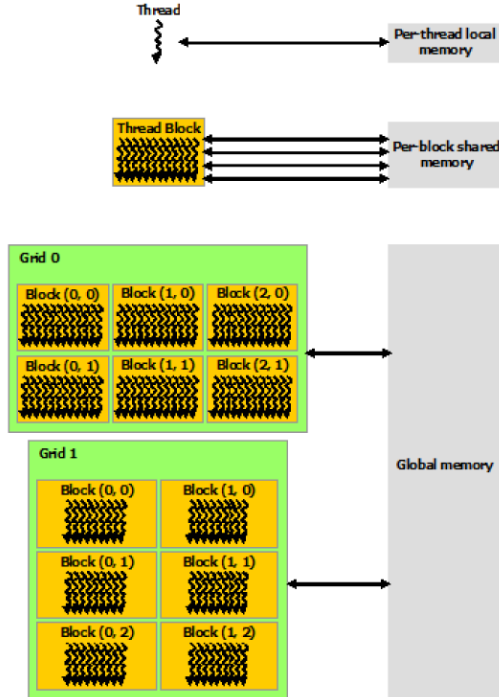 Thread
Per-thread local
memory
Thread Block
Per-block shared
memory
Grid 0
Block (0, 0)
Block (1, 0)
Block (2, 0)
Block (0, 1)
Block (1, 1)
Block (2, 1)
Grid 1
Global memory
Block (0, 0)
Block (1, 0)
Block (0, 1)
Block (1, 1)
Block (0, 2)
Block (1, 2)